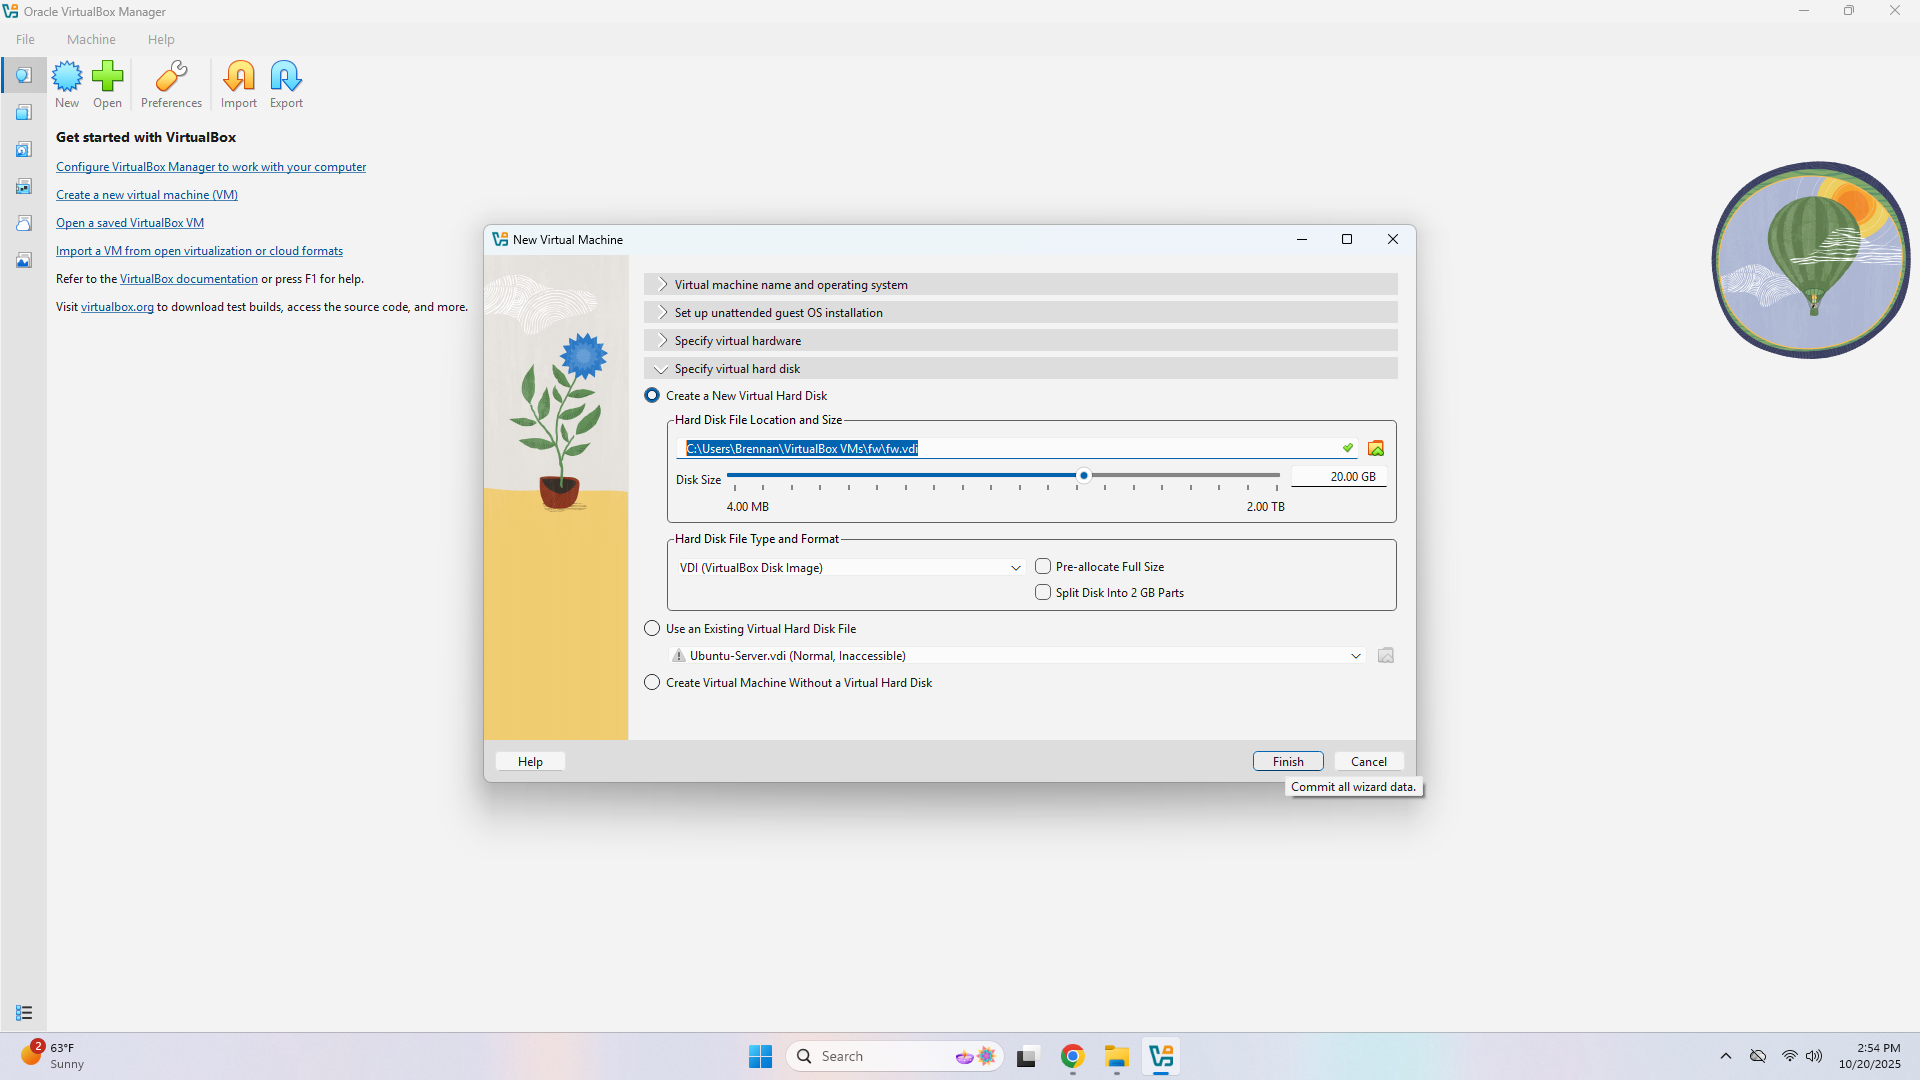 Oracle VirtualBox Manager
File Machine Help
New Open Preferences Import Export
Get started with VirtualBox
Configure VirtualBox Manager to work with your computer
Create a new virtual machine (VM)
Open a saved VirtualBox VM
Import a VM from open virtualization or cloud formats
Refer to the VirtualBox documentation or press F1 for help.
Visit virtualbox.org to download test builds, access the source code, and more.
New Virtual Machine
Virtual machine name and operating system
Set up unattended guest OS installation
Specify virtual hardware
Specify virtual hard disk
Create a New Virtual Hard Disk
Hard Disk File Location and Size
C:\Users\Brennan\VirtualBox VMs\fw\fw.vdi
Disk Size
20.00 GB
4.00 MB 2.00 TB
Hard Disk File Type and Format
VDI (VirtualBox Disk Image)
Pre-allocate Full Size
Split Disk Into 2 GB Parts
Use an Existing Virtual Hard Disk File
Ubuntu-Server.vdi (Normal, Inaccessible)
Create Virtual Machine Without a Virtual Hard Disk
Help Finish Cancel
Commit all wizard data.
2
63°F
Sunny
Search
2:54 PM
10/20/2025